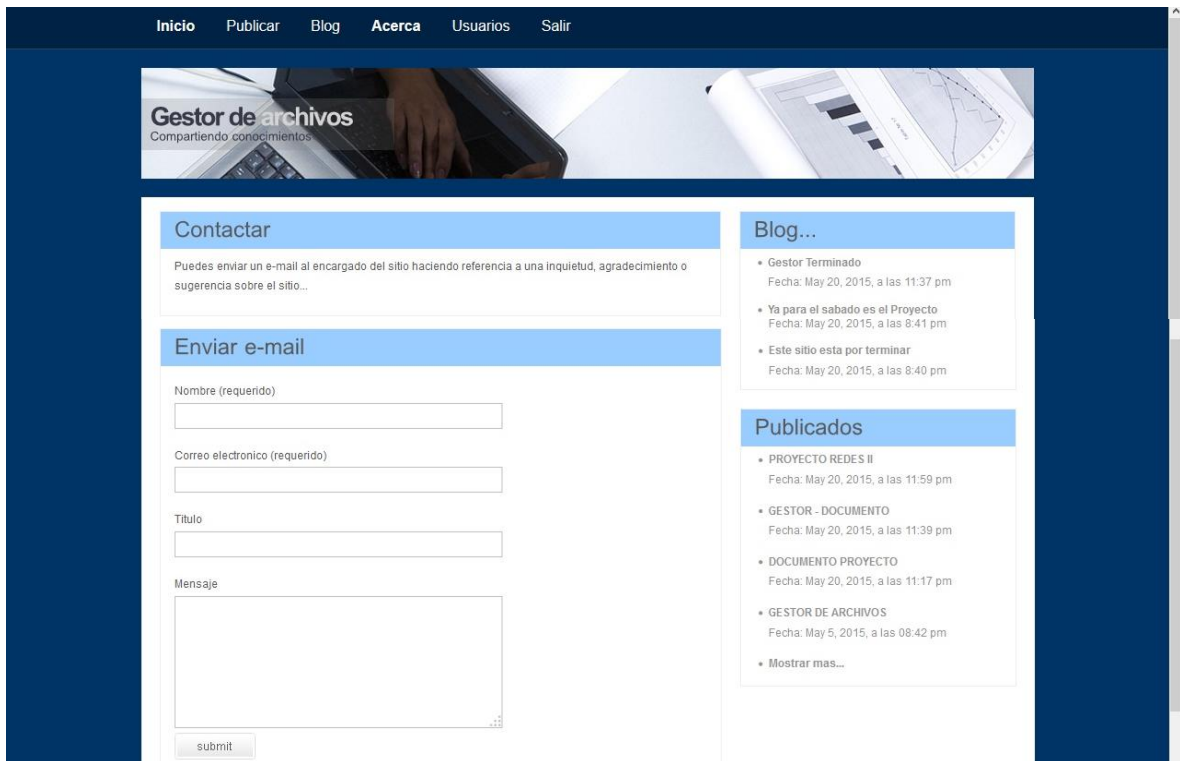 Inicio Publicar Blog Acerca Usuarios Salir
Gestor de archivos
Compartiendo conocimientos
Contactar
Puedes enviar un e-mail al encargado del sitio haciendo referencia a una inquietud, agradecimiento o
sugerencia sobre el sitio...
Enviar e-mail
Nombre (requerido)
Correo electronico (requerido)
Titulo
Mensaje
submit
Blog...
Gestor Terminado
Fecha: May 20, 2015, a las 11:37 pm
Ya para el sabado es el Proyecto
Fecha: May 20, 2015, a las 8:41 pm
Este sitio esta por terminar
Fecha: May 20, 2015, a las 8:40 pm
Publicados
PROYECTO REDES II
Fecha: May 20, 2015, a las 11:59 pm
GESTOR - DOCUMENTO
Fecha: May 20, 2015, a las 11:39 pm
DOCUMENTO PROYECTO
Fecha: May 20, 2015, a las 11:17 pm
GESTOR DE ARCHIVOS
Fecha: May 5, 2015, a las 08:42 pm
Mostrar mas...